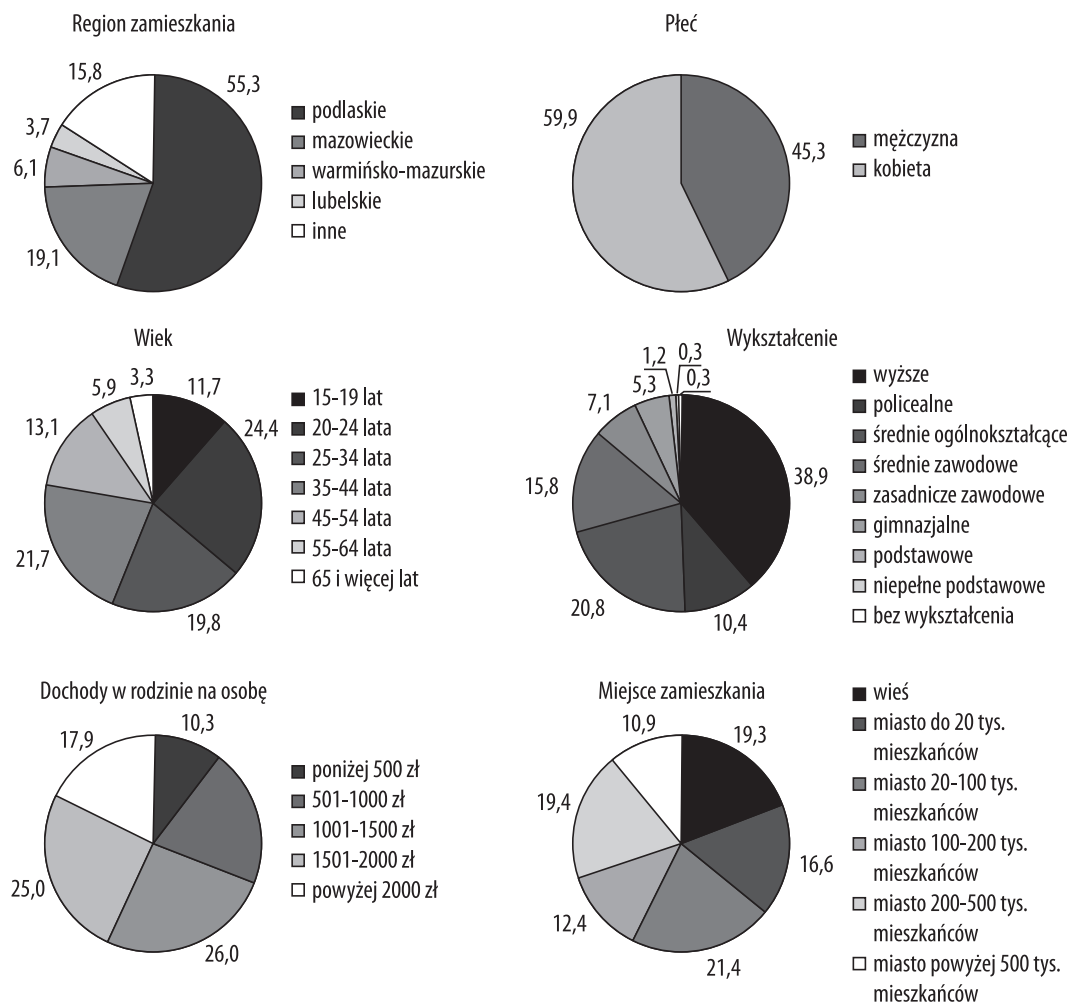 Region zamieszkania
15,8
55,3
3,7
6,1
19,1
podlaskie
mazowieckie
warmińsko-mazurskie
lubelskie
inne
Płeć
59,9
45,3
mężczyzna
kobieta
Wiek
3,3
11,7
5,9
13,1
24,4
21,7
19,8
15-19 lat
20-24 lata
25-34 lata
35-44 lata
45-54 lata
55-64 lata
65 i więcej lat
Wykształcenie
1,2
0,3
0,3
5,3
7,1
15,8
38,9
20,8
10,4
wyższe
policealne
średnie ogólnokształcące
średnie zawodowe
zasadnicze zawodowe
gimnazjalne
podstawowe
niepełne podstawowe
bez wykształcenia
Dochody w rodzinie na osobę
17,9
10,3
25,0
26,0
poniżej 500 zł
501-1000 zł
1001-1500 zł
1501-2000 zł
powyżej 2000 zł
Miejsce zamieszkania
10,9
19,3
19,4
16,6
12,4
21,4
wieś
miasto do 20 tys.
mieszkańców
miasto 20-100 tys.
mieszkańców
miasto 100-200 tys.
mieszkańców
miasto 200-500 tys.
mieszkańców
miasto powyżej 500 tys.
mieszkańców